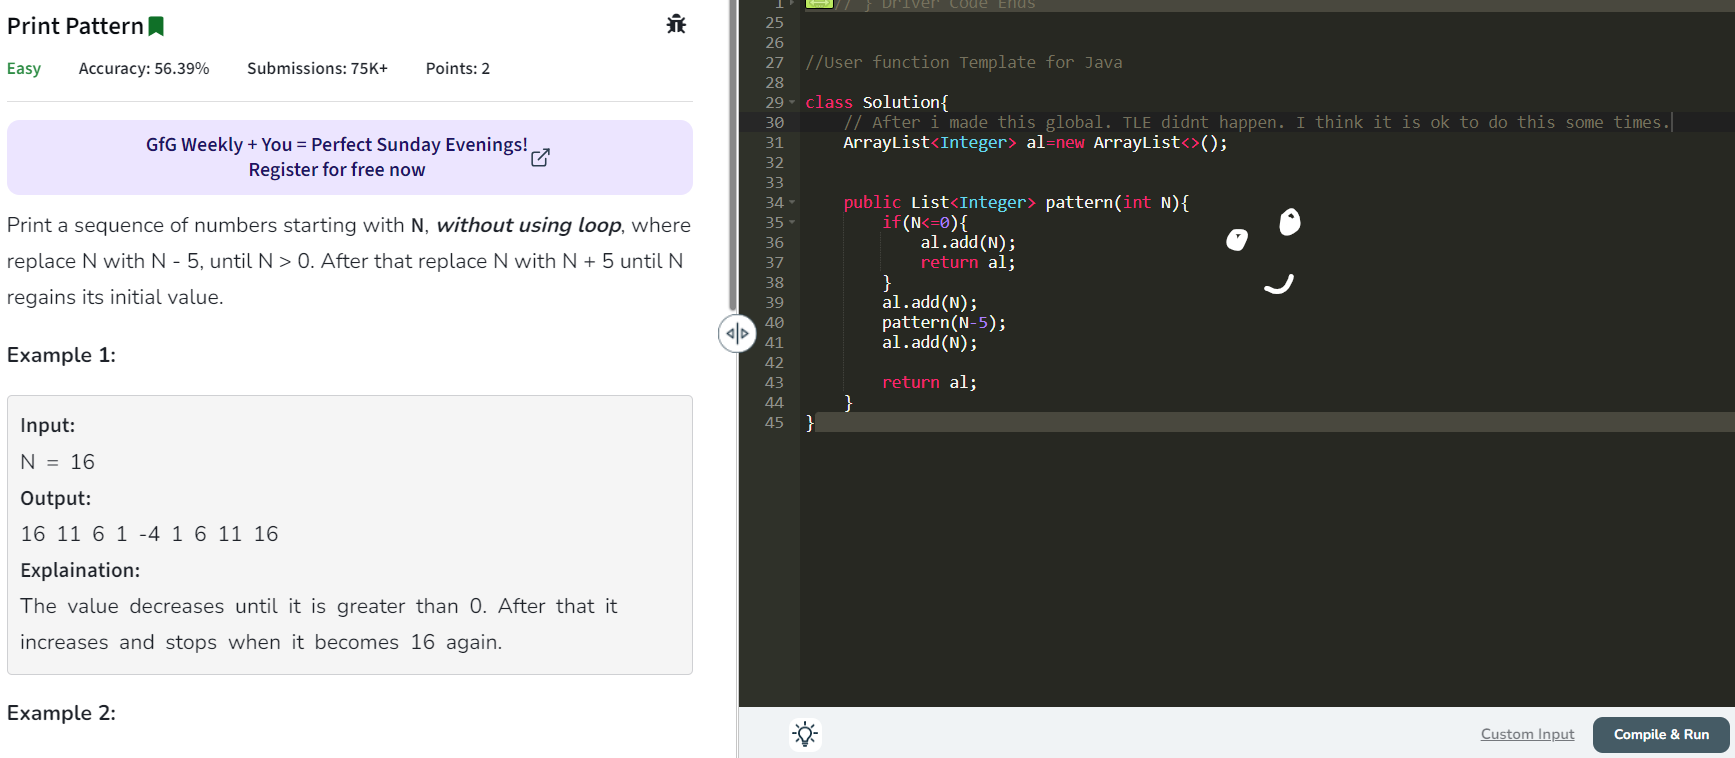 Print Pattern
Easy Accuracy: 56.39% Submissions: 75K+ Points: 2
GfG Weekly + You = Perfect Sunday Evenings!
Register for free now
Print a sequence of numbers starting with N, without using loop, where
replace N with N - 5, until N > 0. After that replace N with N + 5 until N
regains its initial value.
Example 1:
Input:
N = 16
Output:
16 11 6 1 -4 1 6 11 16
Explaination:
The value decreases until it is greater than 0. After that it
increases and stops when it becomes 16 again.
Example 2:
1 // } Driver Code Ends
25
26
27 //User function Template for Java
28
29 class Solution{
30 // After i made this global. TLE didnt happen. I think it is ok to do this some times.
31 ArrayList<Integer> al=new ArrayList<>();
32
33
34 public List<Integer> pattern(int N){
35 if(N<=0){
36 al.add(N);
37 return al;
38 }
39 al.add(N);
40 pattern(N-5);
41 al.add(N);
42
43 return al;
44 }
45 }
Custom Input Compile & Run